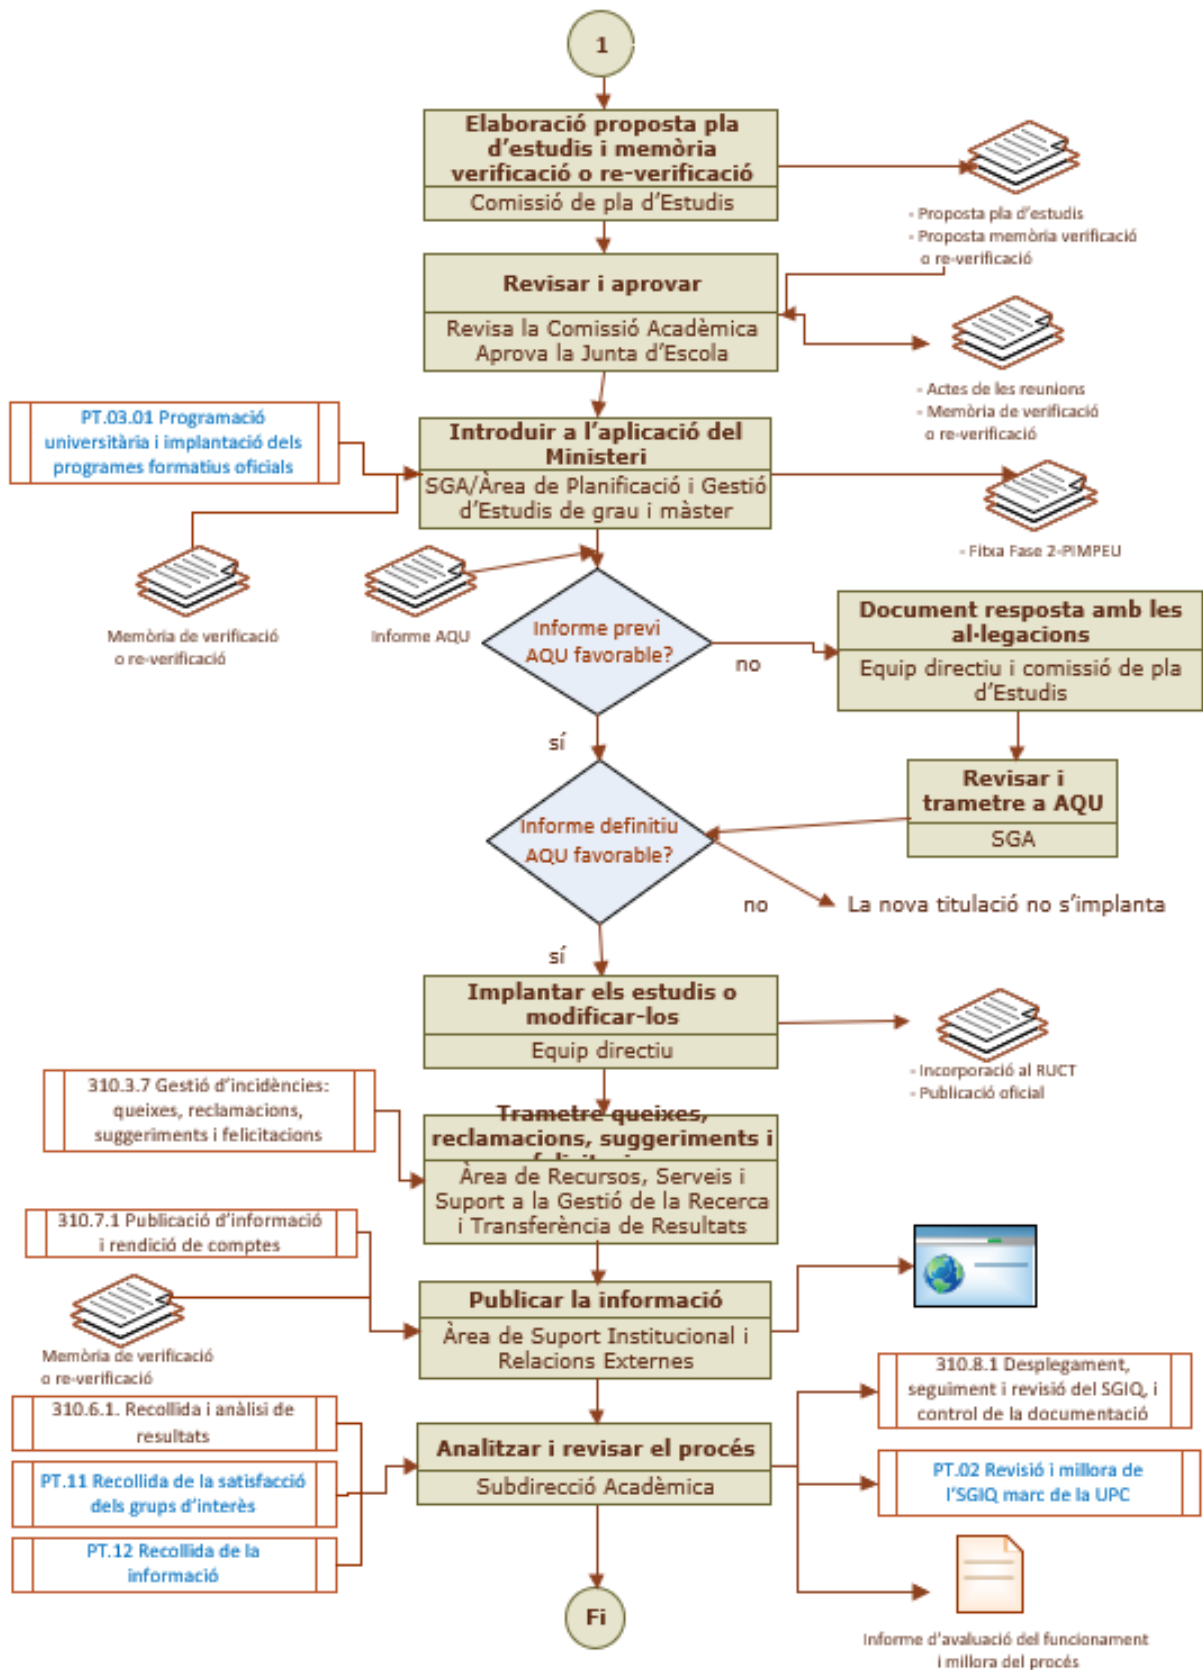 1
Elaboració proposta pla
d'estudis i memòria
verificació o re-verificació
Comissió de pla d'Estudis
- Proposta pla d'estudis
- Proposta memòria verificació
o re-verificació
Revisar i aprovar
Revisa la Comissió Acadèmica
Aprova la Junta d'Escola
- Actes de les reunions
- Memòria de verificació
o re-verificació
PT.03.01 Programació
universitària i implantació dels
programes formatius oficials
Introduir a l'aplicació del
Ministeri
SGA/Àrea de Planificació i Gestió
d'Estudis de grau i màster
- Fitxa Fase 2-PIMPEU
Memòria de verificació
o re-verificació
Informe AQU
Informe previ
AQU favorable?
no
Document resposta amb les
al·legacions
Equip directiu i comissió de pla
d'Estudis
sí
Revisar i
trametre a AQU
SGA
Informe definitiu
AQU favorable?
no
La nova titulació no s'implanta
sí
Implantar els estudis o
modificar-los
Equip directiu
- Incorporació al RUCT
- Publicació oficial
310.3.7 Gestió d'incidències:
queixes, reclamacions,
suggeriments i felicitacions
Trametre queixes,
reclamacions, suggeriments i
Àrea de Recursos, Serveis i
Suport a la Gestió de la Recerca
i Transferència de Resultats
310.7.1 Publicació d'informació
i rendició de comptes
Memòria de verificació
o re-verificació
Publicar la informació
Àrea de Suport Institucional i
Relacions Externes
310.6.1. Recollida i anàlisi de
resultats
PT.11 Recollida de la satisfacció
dels grups d'interès
PT.12 Recollida de la
informació
Analitzar i revisar el procés
Subdirecció Acadèmica
310.8.1 Desplegament,
seguiment i revisió del SGIQ, i
control de la documentació
PT.02 Revisió i millora de
l'SGIQ marc de la UPC
Informe d'avaluació del funcionament
i millora del procés
Fi